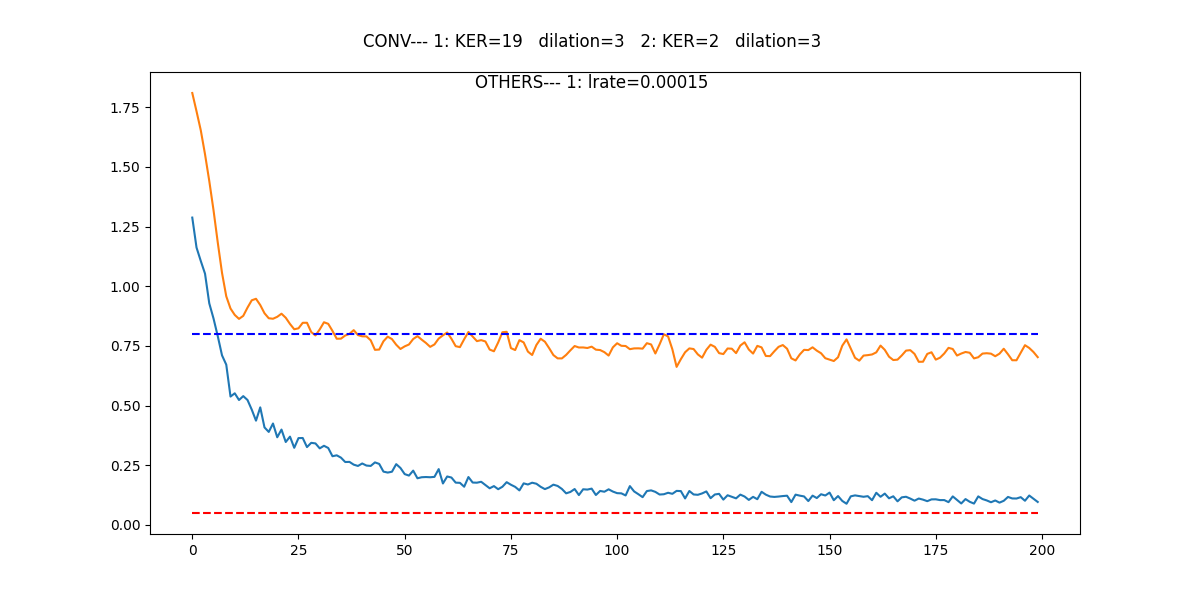 CONV--- 1: KER=19   dilation=3   2: KER=2   dilation=3
OTHERS--- 1: lrate=0.00015
1.75
1.50
1.25
1.00
0.75
0.50
0.25
0.00
0 25 50 75 100 125 150 175 200